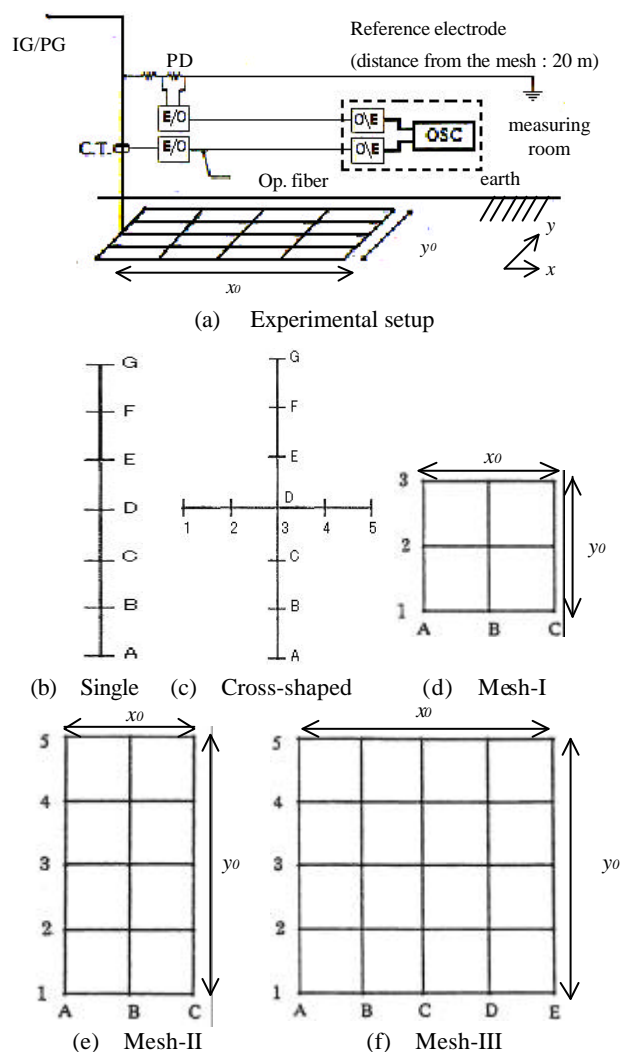 IG/PG
PD
Reference electrode
(distance from the mesh : 20 m)
E/O
O\E
measuring
room
C.T.
E/O
O\E
OSC
Op. fiber
earth
y
x
y0
x0
(a) Experimental setup
G
F
E
D
C
B
A
G
F
E
D
1 2 3 4 5
C
B
A
x0
3
2
1
y0
A B C
(b) Single
(c) Cross-shaped
(d) Mesh-I
x0
5
4
3
2
1
y0
A B C
x0
5
4
3
2
1
y0
A B C D E
(e) Mesh-II
(f) Mesh-III